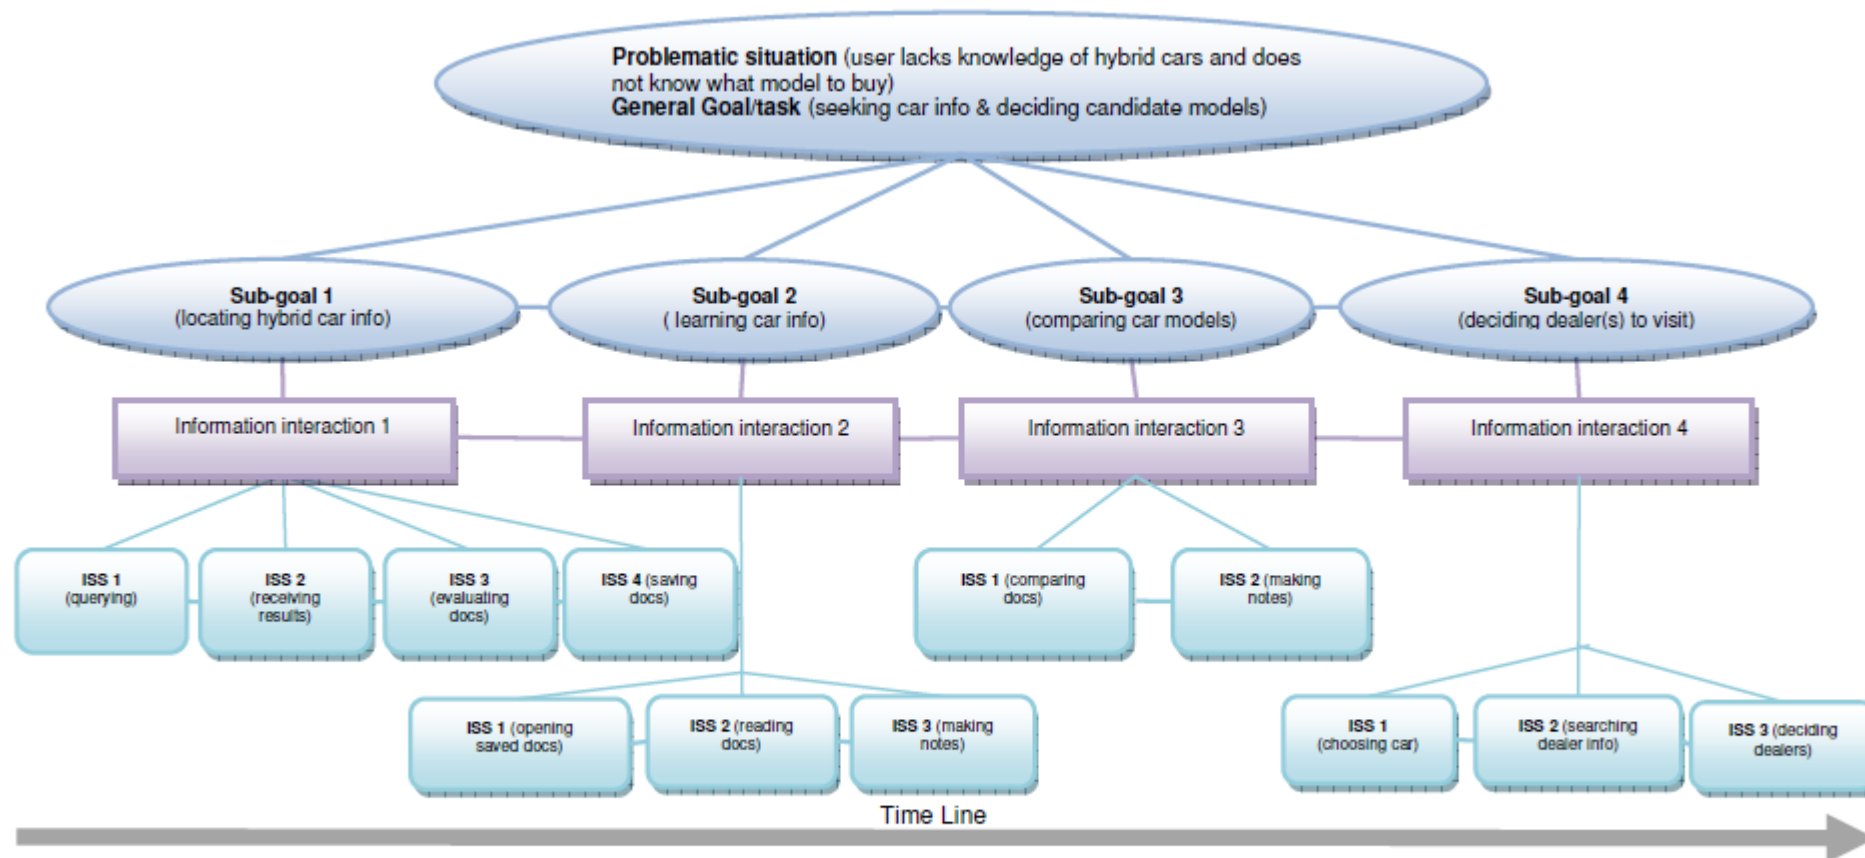 Problematic situation (user lacks knowledge of hybrid cars and does
not know what model to buy)
General Goal/task (seeking car info & deciding candidate models)
Sub-goal 1
(locating hybrid car info)
Sub-goal 2
( learning car info)
Sub-goal 3
(comparing car models)
Sub-goal 4
(deciding dealer(s) to visit)
Information interaction 1
Information interaction 2
Information interaction 3
Information interaction 4
ISS 1
(querying)
ISS 2
(receiving
results)
ISS 3
(evaluating
docs)
ISS 4 (saving
docs)
ISS 1 (comparing
docs)
ISS 2 (making
notes)
ISS 1 (opening
saved docs)
ISS 2 (reading
docs)
ISS 3 (making
notes)
ISS 1
(choosing car)
ISS 2 (searching
dealer info)
ISS 3 (deciding
dealers)
Time Line